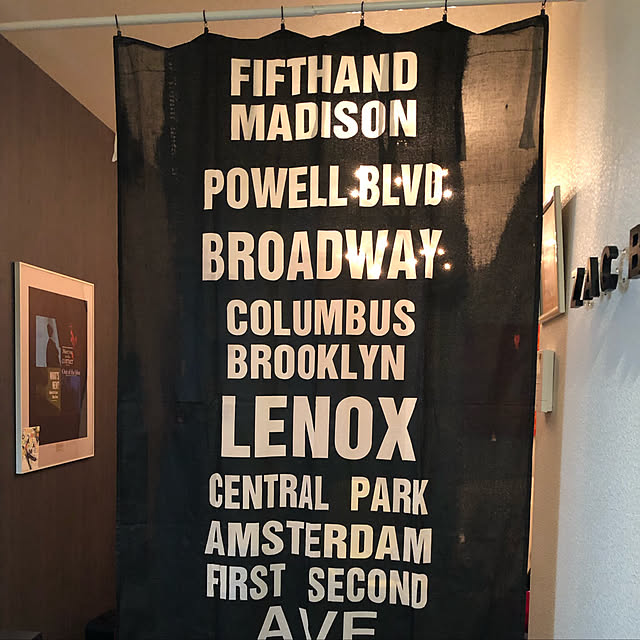 FIFTHAND
MADISON
POWELL BLVD
BROADWAY
COLUMBUS
BROOKLYN
LENOX
CENTRAL PARK
AMSTERDAM
FIRST SECOND
AVE